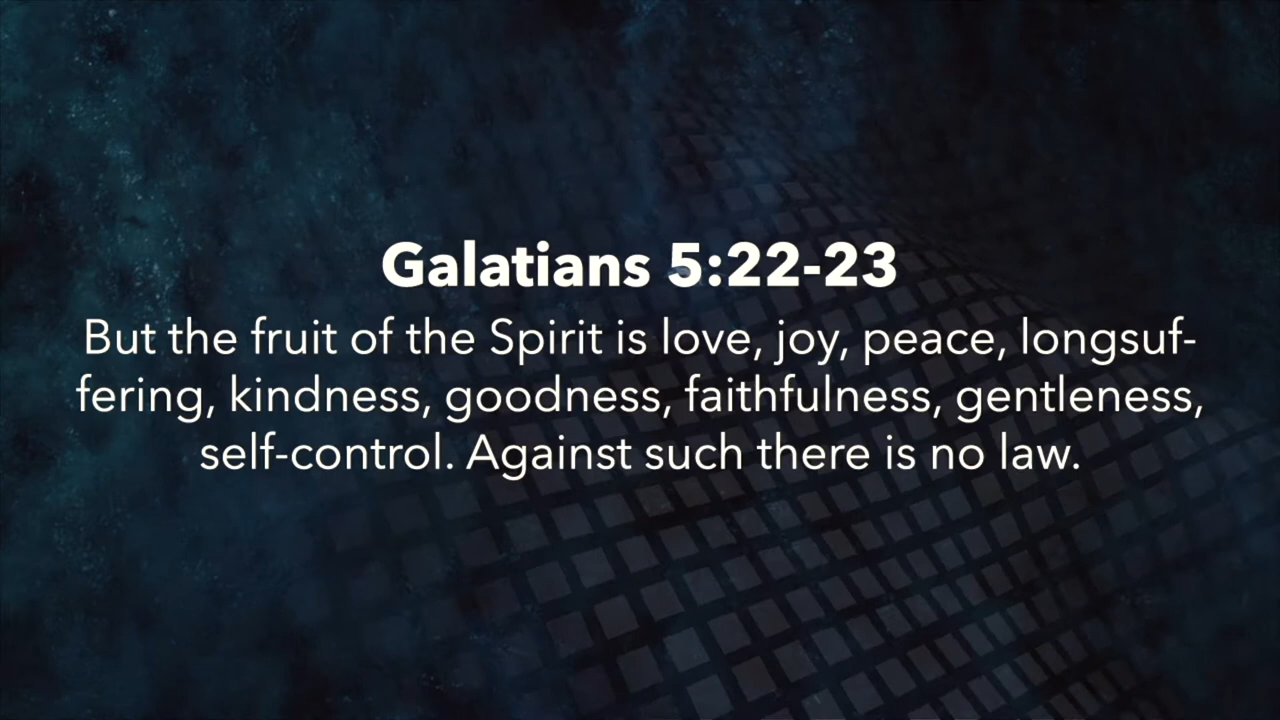 Galatians 5:22-23
But the fruit of the Spirit is love, joy, peace, longsuf-
fering, kindness, goodness, faithfulness, gentleness,
self-control. Against such there is no law.